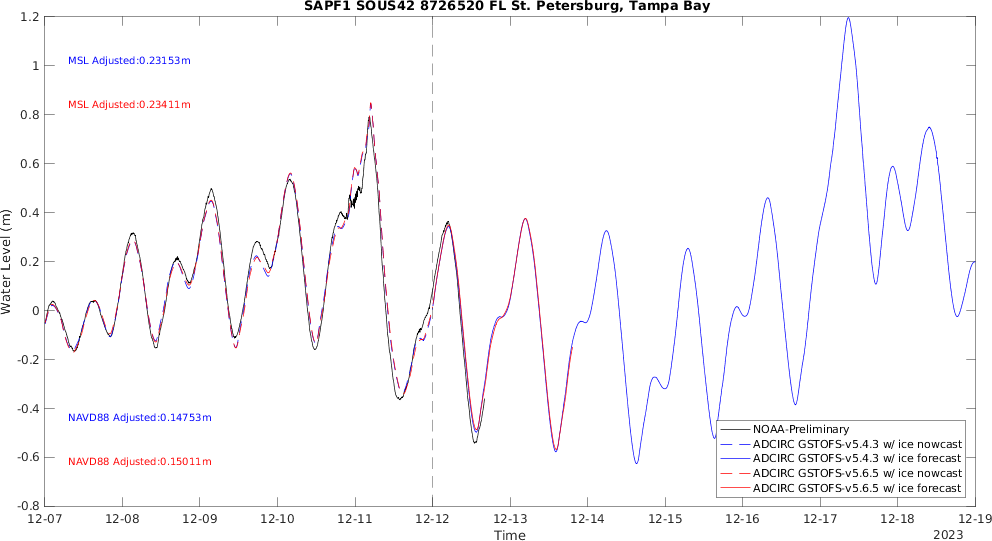 SAPF1 SOUS42 8726520 FL St. Petersburg, Tampa Bay
1.2
1
0.8
0.6
0.4
0.2
0
-0.2
-0.4
-0.6
-0.8
Water Level (m)
MSL Adjusted:0.23153m
MSL Adjusted:0.23411m
NAVD88 Adjusted:0.14753m
NAVD88 Adjusted:0.15011m
NOAA-Preliminary
ADCIRC GSTOFS-v5.4.3 w/ ice nowcast
ADCIRC GSTOFS-v5.4.3 w/ ice forecast
ADCIRC GSTOFS-v5.6.5 w/ ice nowcast
ADCIRC GSTOFS-v5.6.5 w/ ice forecast
12-07 12-08 12-09 12-10 12-11 12-12 12-13 12-14 12-15 12-16 12-17 12-18 12-19
Time
2023